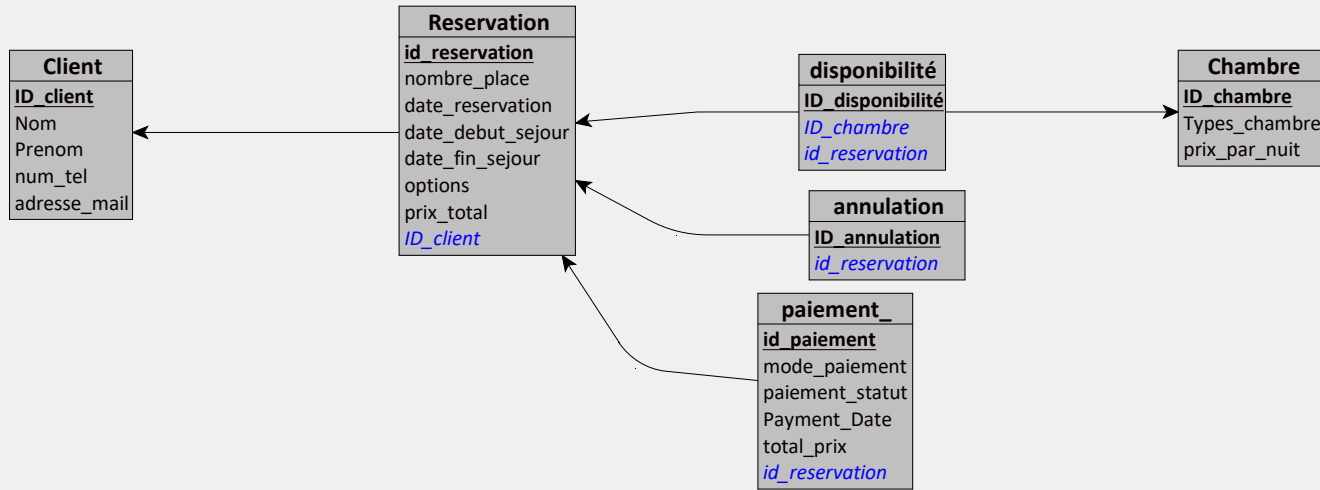 Client
ID_client
Nom
Prenom
num_tel
adresse_mail
Reservation
id_reservation
nombre_place
date_reservation
date_debut_sejour
date_fin_sejour
options
prix_total
ID_client
disponibilité
ID_disponibilité
ID_chambre
id_reservation
Chambre
ID_chambre
Types_chambre
prix_par_nuit
annulation
ID_annulation
id_reservation
paiement_
id_paiement
mode_paiement
paiement_statut
Payment_Date
total_prix
id_reservation